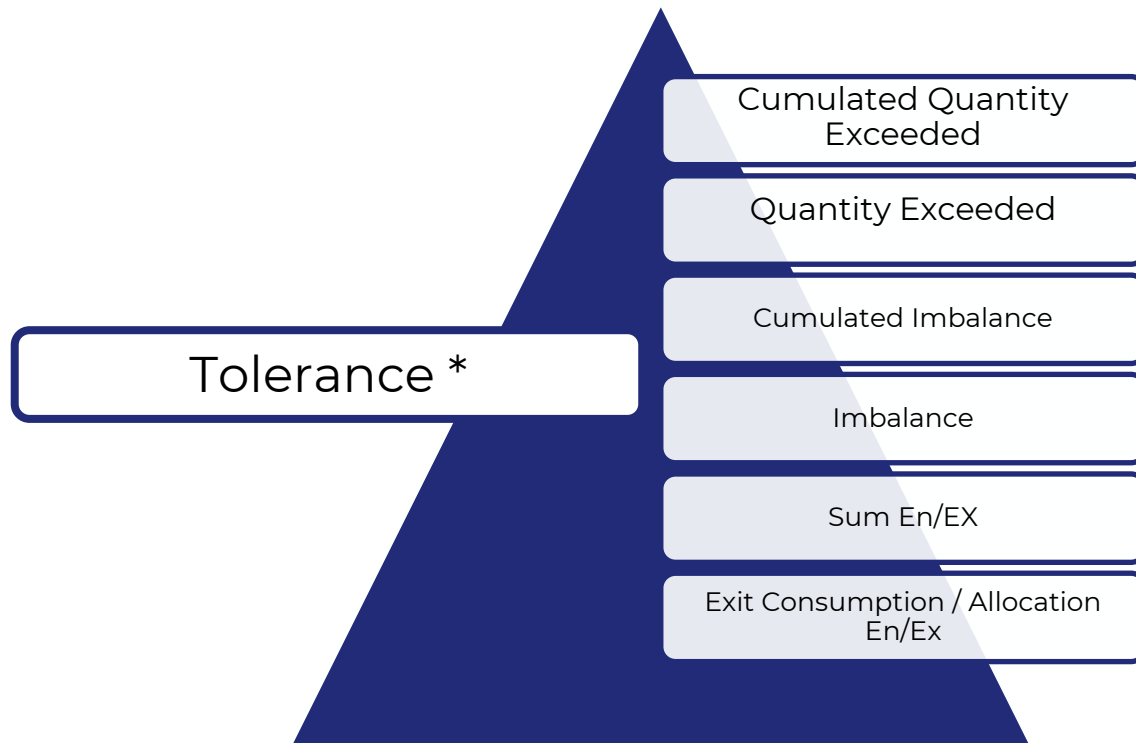 Cumulated Quantity
Exceeded
Quantity Exceeded
Cumulated Imbalance
Tolerance *
Imbalance
Sum En/EX
Exit Consumption / Allocation
En/Ex